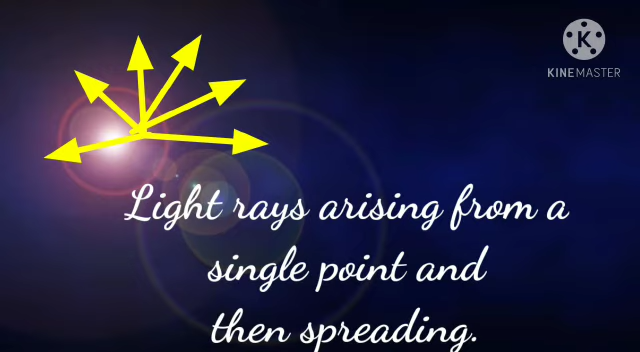 K
KINEMASTER
Light rays arising from a
single point and
then spreading.